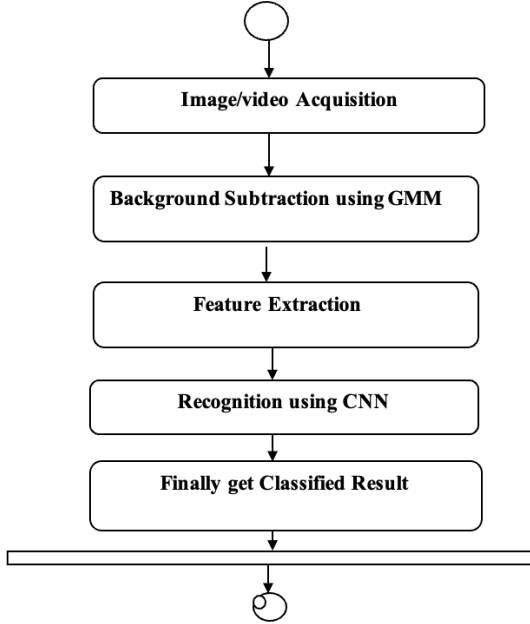 Image/video Acquisition
Background Subtraction using GMM
Feature Extraction
Recognition using CNN
Finally get Classified Result